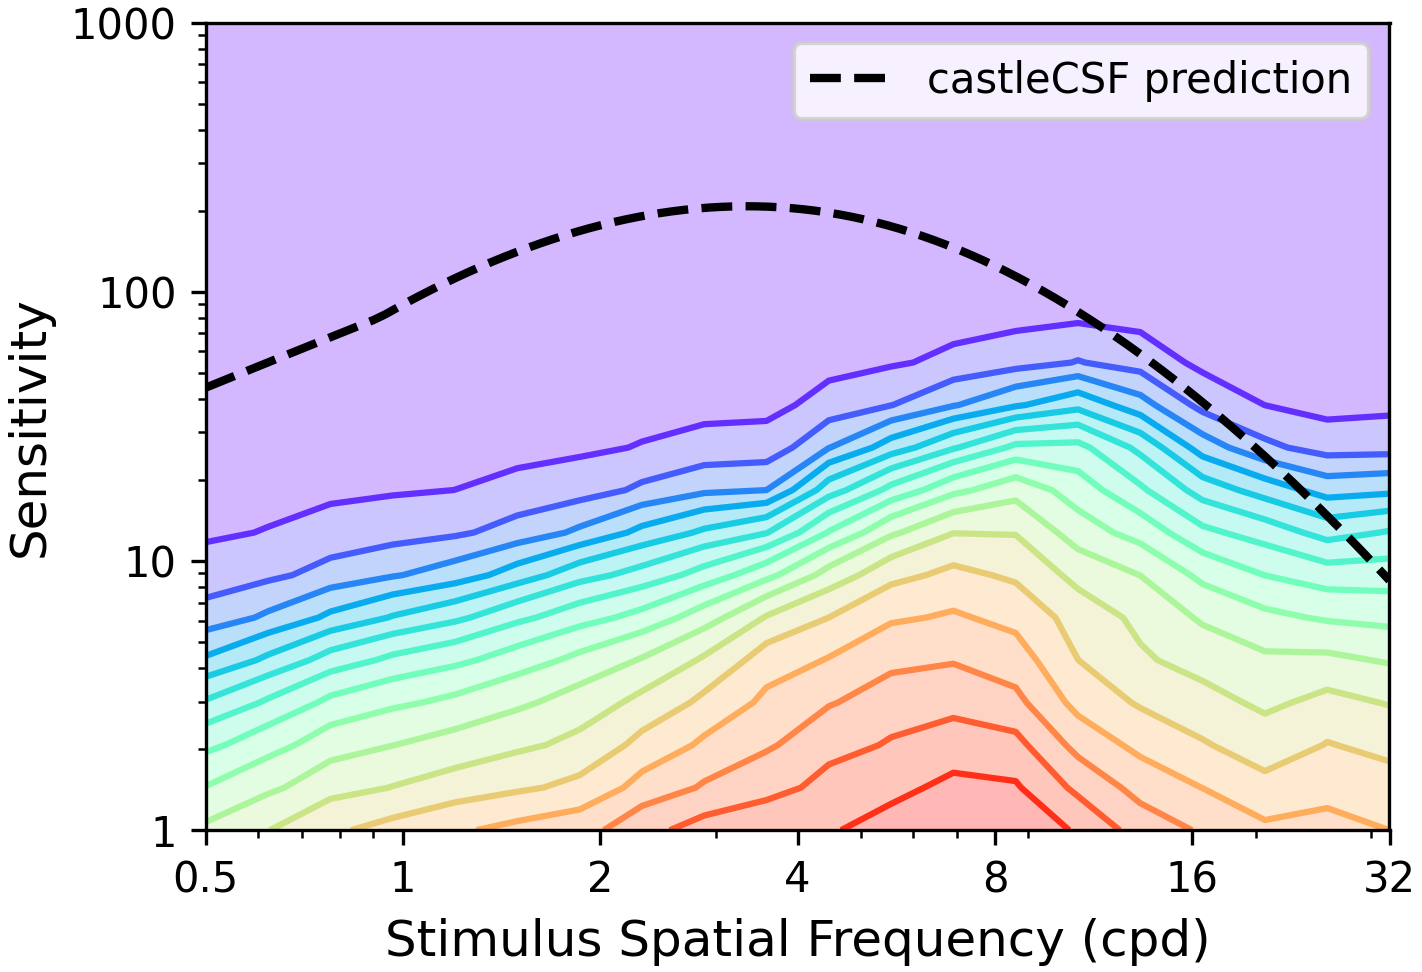 1000
100
10
1
Sensitivity
castleCSF prediction
0.5 1 2 4 8 16 32
Stimulus Spatial Frequency (cpd)